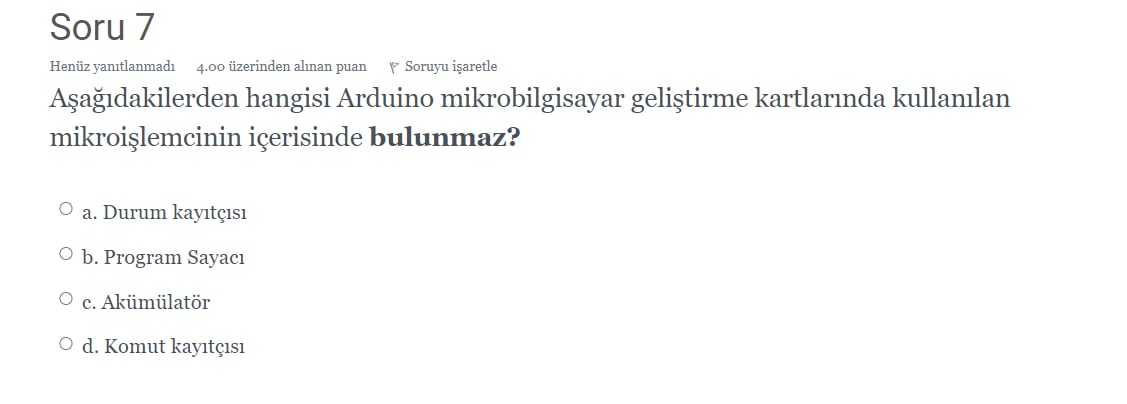 Soru 7
Henüz yanıtlanmadı 4.00 üzerinden alınan puan Soruyu işaretle
Aşağıdakilerden hangisi Arduino mikrobilgisayar geliştirme kartlarında kullanılan
mikroişlemcinin içerisinde bulunmaz?
a. Durum kayıtçısı
b. Program Sayacı
c. Akümülatör
d. Komut kayıtçısı